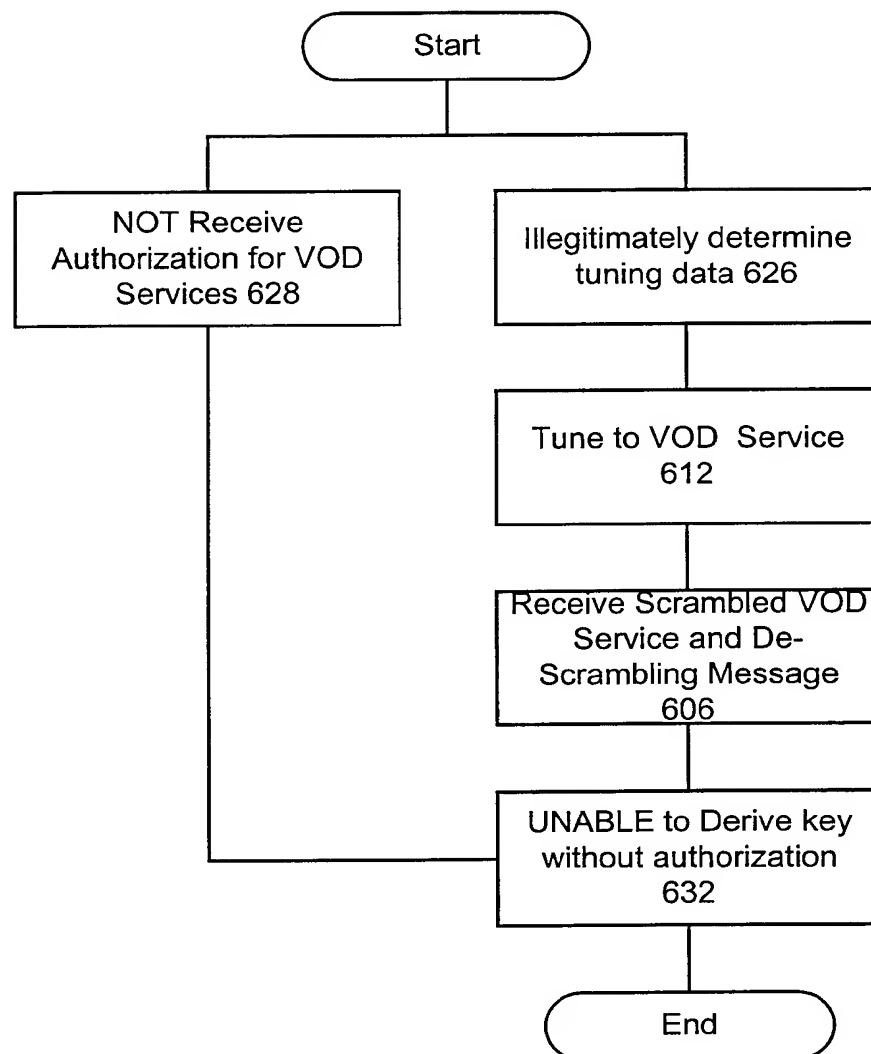 Start
NOT Receive
Authorization for VOD
Services 628
Illegitimately determine
tuning data 626
Tune to VOD Service
612
Receive Scrambled VOD
Service and De-
Scrambling Message
606
UNABLE to Derive key
without authorization
632
End